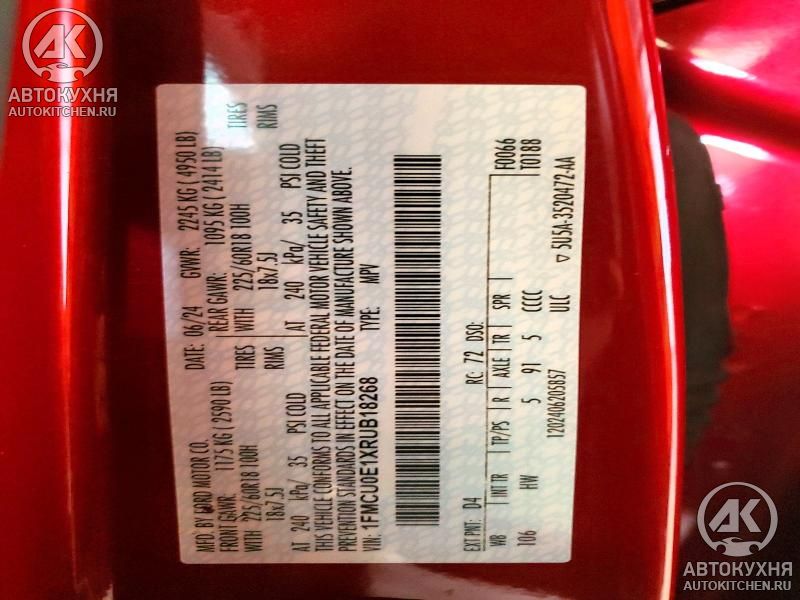 AK
АВТОКУХНЯ
AUTOKITCHEN.RU
MFD. BY FORD MOTOR CO.
DATE: 06/24 GVWR: 2245 KG ( 4950 LB)
FRONT GAWR: 1175 KG ( 2590 LB) REAR GAWR: 1095 KG ( 2414 LB)
WITH 225/60R18 100H TIRES WITH 225/60R18 100H TIRES
18x7.5J RIMS 18x7.5J RIMS
AT 240 kPa/ 35 PSI COLD AT 240 kPa/ 35 PSI COLD
THIS VEHICLE CONFORMS TO ALL APPLICABLE FEDERAL MOTOR VEHICLE SAFETY AND THEFT
PREVENTION STANDARDS IN EFFECT ON THE DATE OF MANUFACTURE SHOWN ABOVE.
VIN: 1FMCU0E1XRUB18268 TYPE: MPV
F0066
T0188
EXT PNT: D4 RC: 72 DSO:
WB INT TR TP/PS R AXLE TR SPR
106 HW 5 91 5 CCCC
1202406205857 ULC
▽ 5U5A-3520472-AA
AK
АВТОКУХНЯ
AUTOKITCHEN.RU